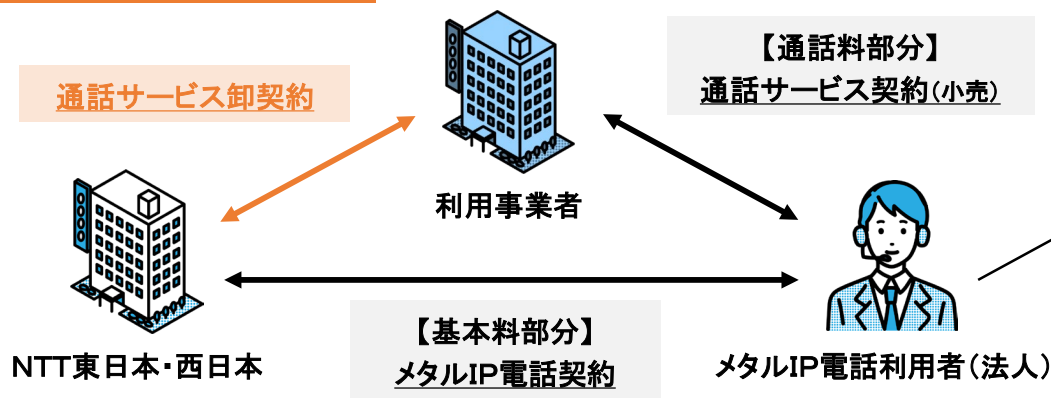 通話サービス卸契約
【通話料部分】
通話サービス契約(小売)
利用事業者
NTT東日本・西日本
【基本料部分】
メタルIP電話契約
メタルIP電話利用者(法人)